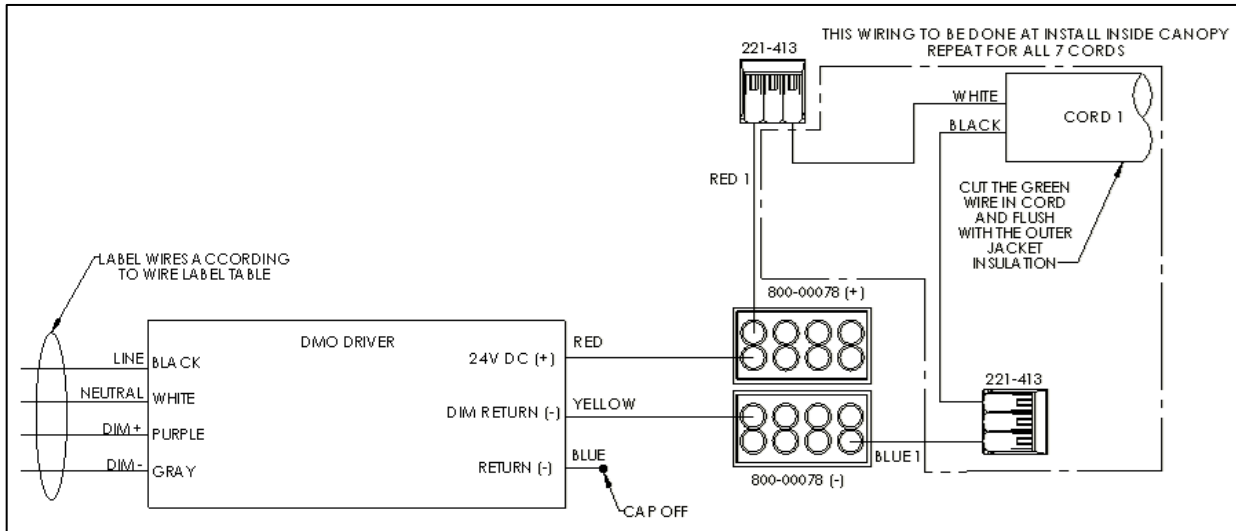 THIS WIRING TO BE DONE AT INSTALL INSIDE CANOPY
REPEAT FOR ALL 7 CORDS
221-413
WHITE
BLACK
CORD 1
RED 1
CUT THE GREEN
WIRE IN CORD
AND FLUSH
WITH THE OUTER
JACKET
INSULATION
LABEL WIRES ACCORDING
TO WIRE LABEL TABLE
800-00078 (+)
DMO DRIVER
LINE
BLACK
24V DC (+)
RED
NEUTRAL
WHITE
DIM RETURN (-)
YELLOW
DIM+
PURPLE
DIM-
GRAY
RETURN (-)
BLUE
CAP OFF
221-413
BLUE 1
800-00078 (-)